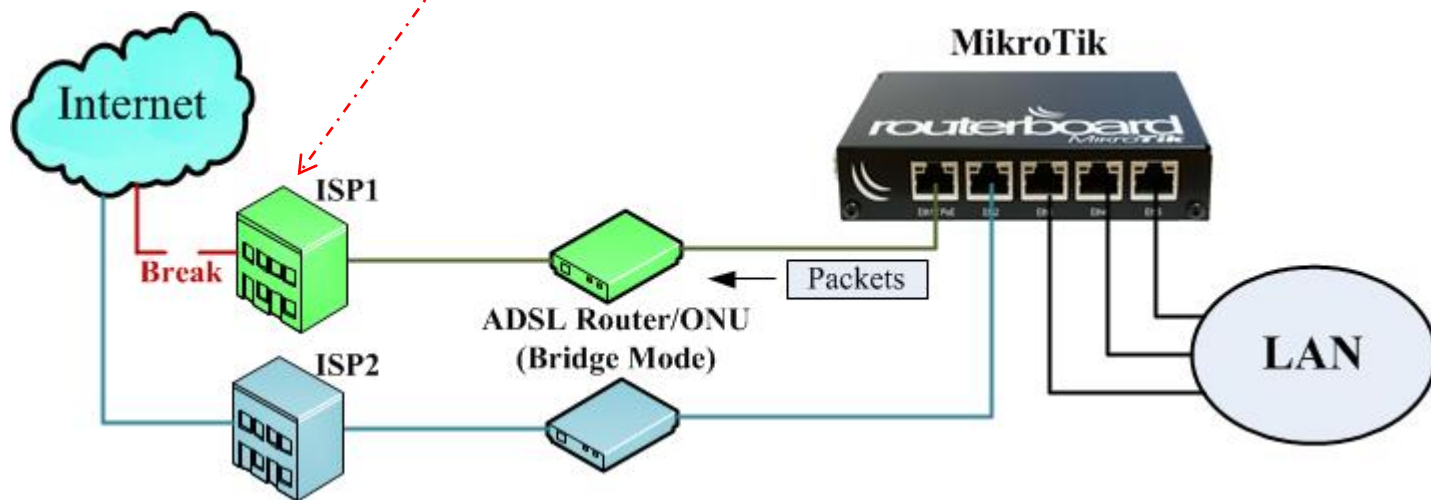 MikroTik
Internet
routerboard
MikroTik
ISP1
Break
Packets
ADSL Router/ONU
(Bridge Mode)
ISP2
LAN